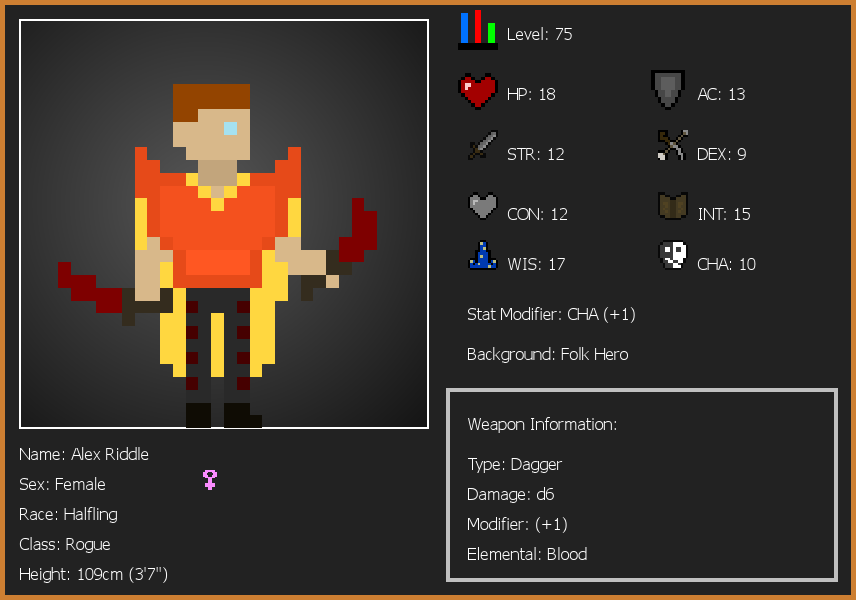 Level: 75
HP: 18
AC: 13
STR: 12
DEX: 9
CON: 12
INT: 15
WIS: 17
CHA: 10
Stat Modifier: CHA (+1)
Background: Folk Hero
Weapon Information:
Type: Dagger
Damage: d6
Modifier: (+1)
Elemental: Blood
Name: Alex Riddle
Sex: Female
Race: Halfling
Class: Rogue
Height: 109cm (3'7")